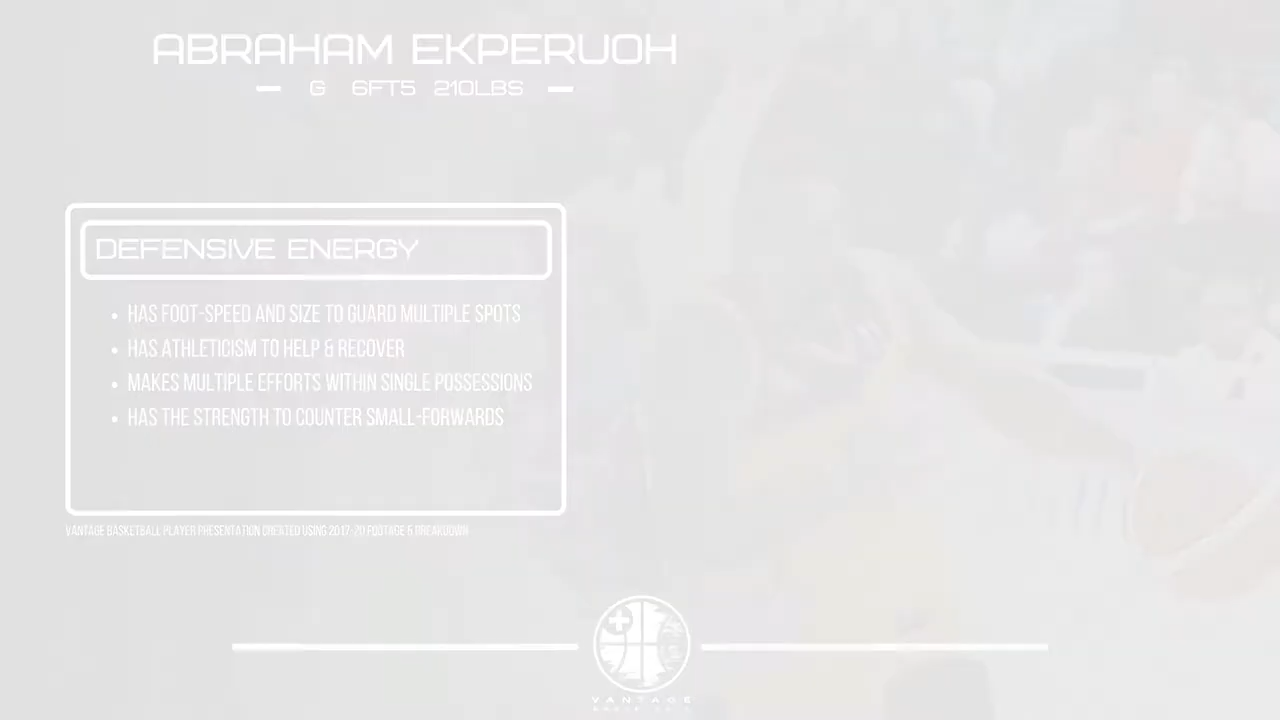 ABRAHAM EKPERUOH
G 6FT5 210LBS
DEFENSIVE ENERGY
• HAS FOOT-SPEED AND SIZE TO GUARD MULTIPLE SPOTS
• HAS ATHLETICISM TO HELP & RECOVER
• MAKES MULTIPLE EFFORTS WITHIN SINGLE POSSESSIONS
• HAS THE STRENGTH TO COUNTER SMALL-FORWARDS
VANTAGE BASKETBALL PLAYER PRESENTATION CREATED USING 2017-20 FOOTAGE & BREAKDOWN
VANTAGE